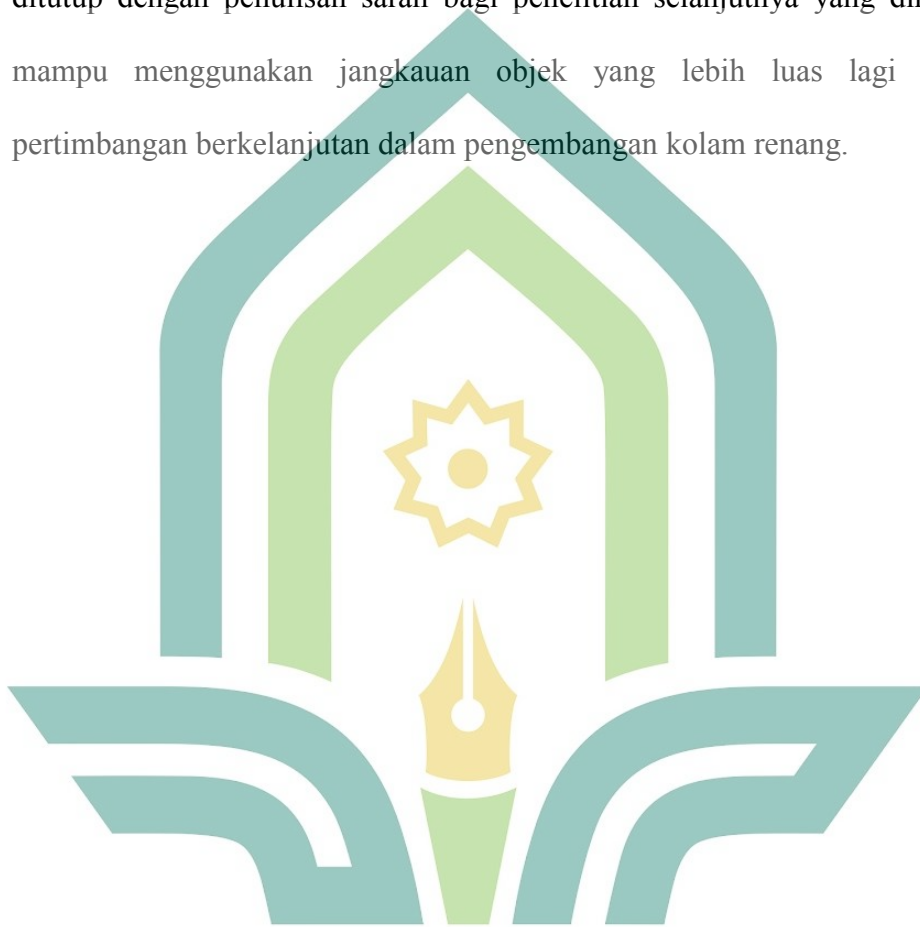 ditutup dengan penulisan saran bagi penelitian selanjutnya yang
mampu menggunakan jangkauan objek yang lebih luas lagi
pertimbangan berkelanjutan dalam pengembangan kolam renang.